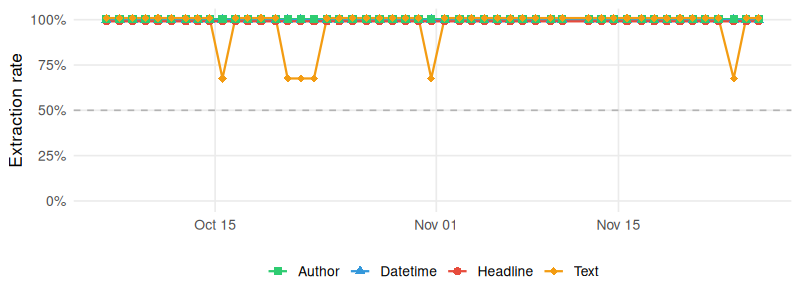 100%
75%
50%
25%
0%
Extraction rate
Oct 15 Nov 01 Nov 15
Author Datetime Headline Text